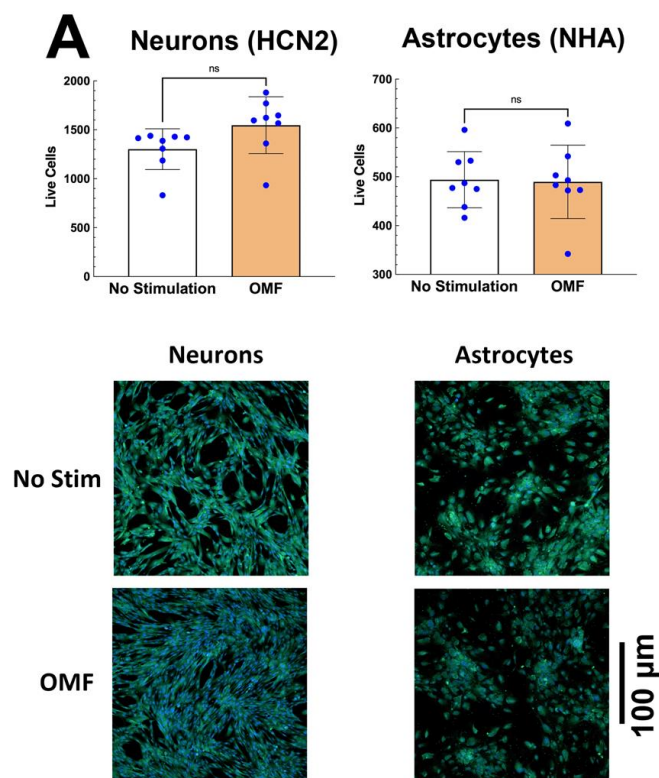 A
Neurons (HCN2)
ns
Live Cells
2000
1500
1000
500
0
No Stimulation
OMF
Astrocytes (NHA)
ns
Live Cells
700
600
500
400
300
No Stimulation
OMF
Neurons
Astrocytes
No Stim
OMF
100 µm